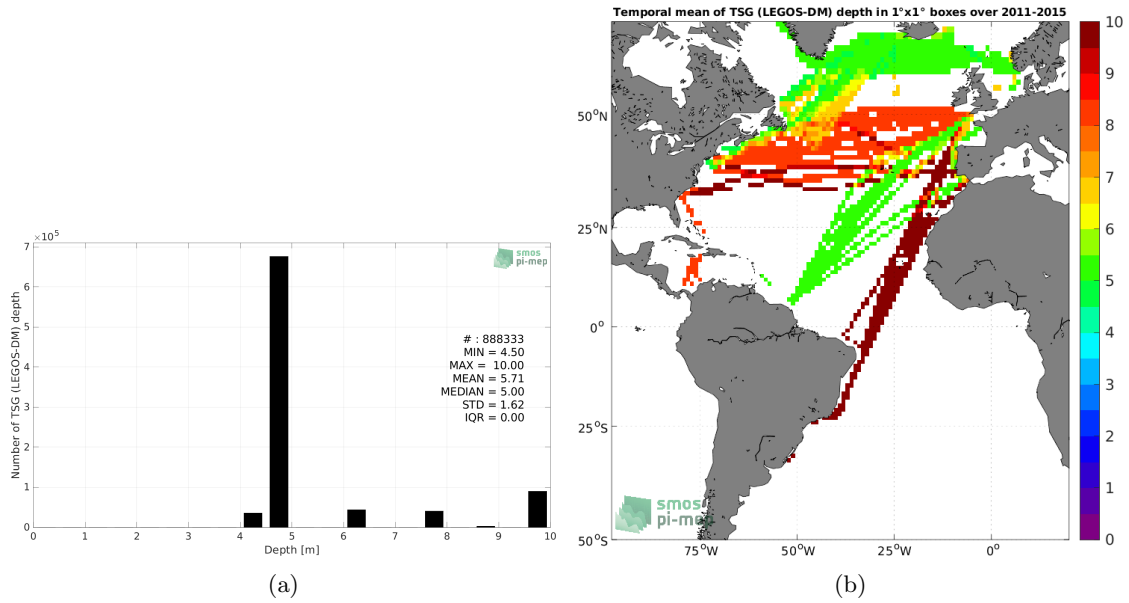 ×10⁵
7
6
5
4
3
2
1
0
Number of TSG (LEGOS-DM) depth
smos
pi-mep
# : 888333
MIN = 4.50
MAX = 10.00
MEAN = 5.71
MEDIAN = 5.00
STD = 1.62
IQR = 0.00
0 1 2 3 4 5 6 7 8 9 10
Depth [m]
(a)
Temporal mean of TSG (LEGOS-DM) depth in 1°x1° boxes over 2011-2015
50°N
25°N
0°
25°S
50°S
75°W 50°W 25°W 0°
smos
pi-mep
10
9
8
7
6
5
4
3
2
1
0
(b)